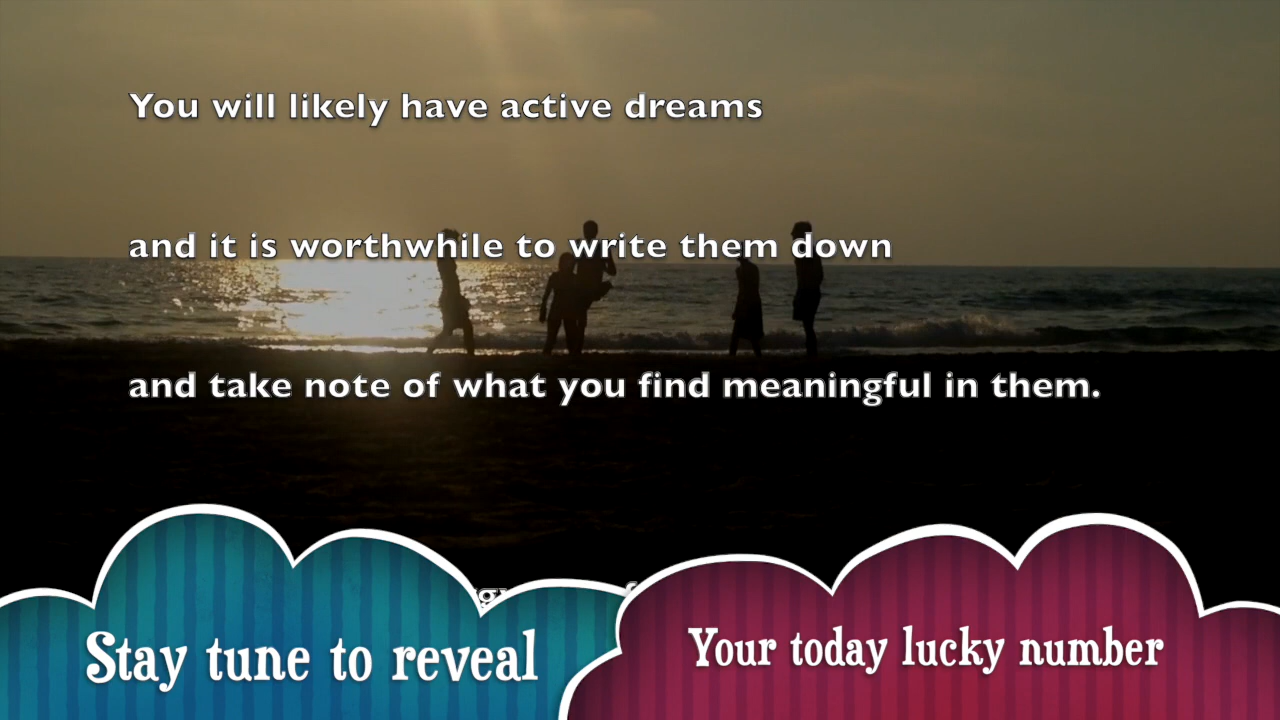 You will likely have active dreams
and it is worthwhile to write them down
and take note of what you find meaningful in them.
Stay tune to reveal
Your today lucky number